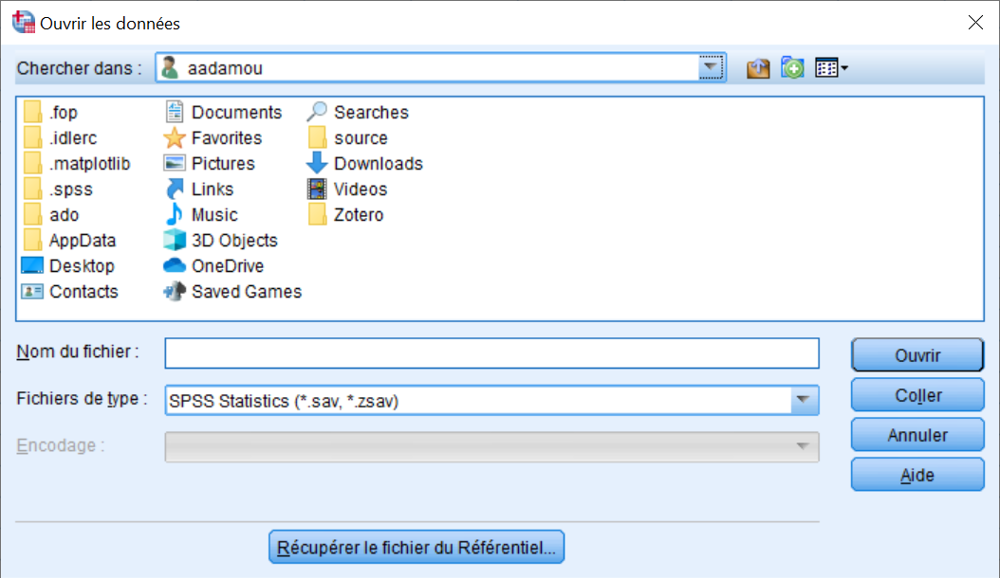 Ouvrir les données
Chercher dans :
aadamou
.fop
.idlerc
.matplotlib
.spss
ado
AppData
Desktop
Contacts
Documents
Favorites
Pictures
Links
Music
3D Objects
OneDrive
Saved Games
Searches
source
Downloads
Videos
Zotero
Nom du fichier :
Fichiers de type :
SPSS Statistics (*.sav, *.zsav)
Encodage :
Ouvrir
Coller
Annuler
Aide
Récupérer le fichier du Référentiel...